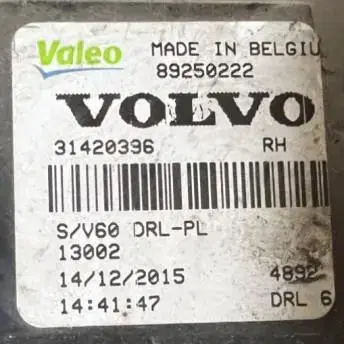 Valeo MADE IN BELGIU
89250222
VOLVO
31420396 RH
S/V60 DRL-PL
13002
14/12/2015 4892
14:41:47 DRL 6